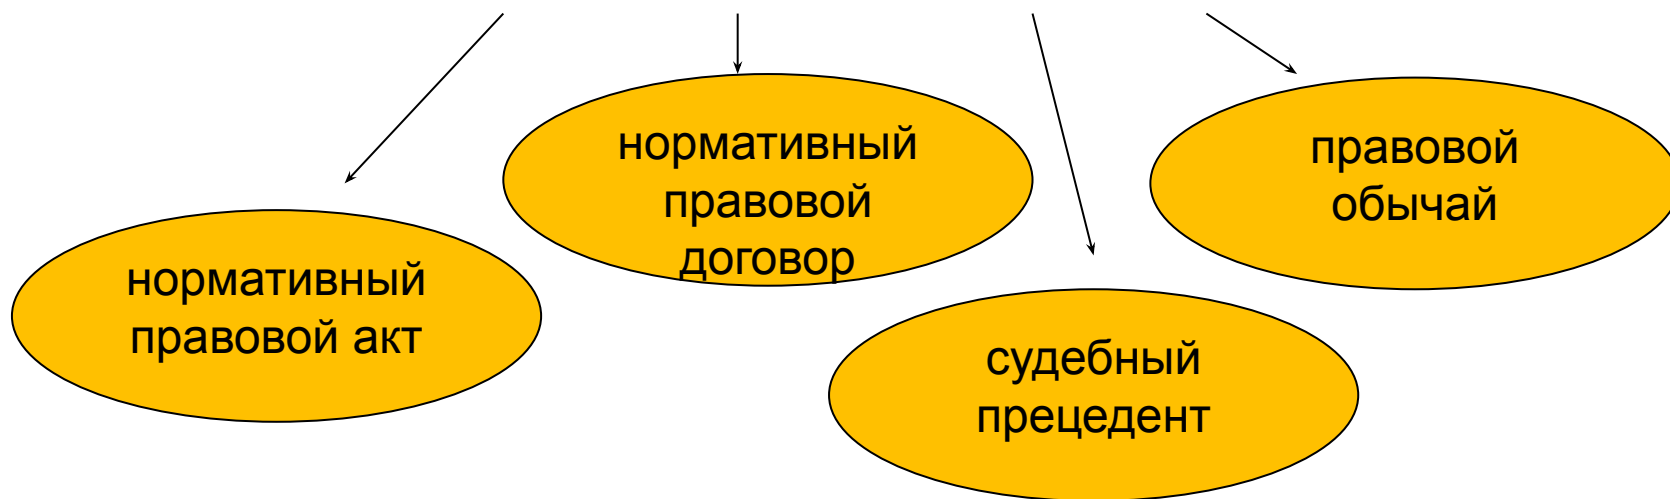 нормативный
правовой акт
нормативный
правовой
договор
судебный
прецедент
правовой
обычай